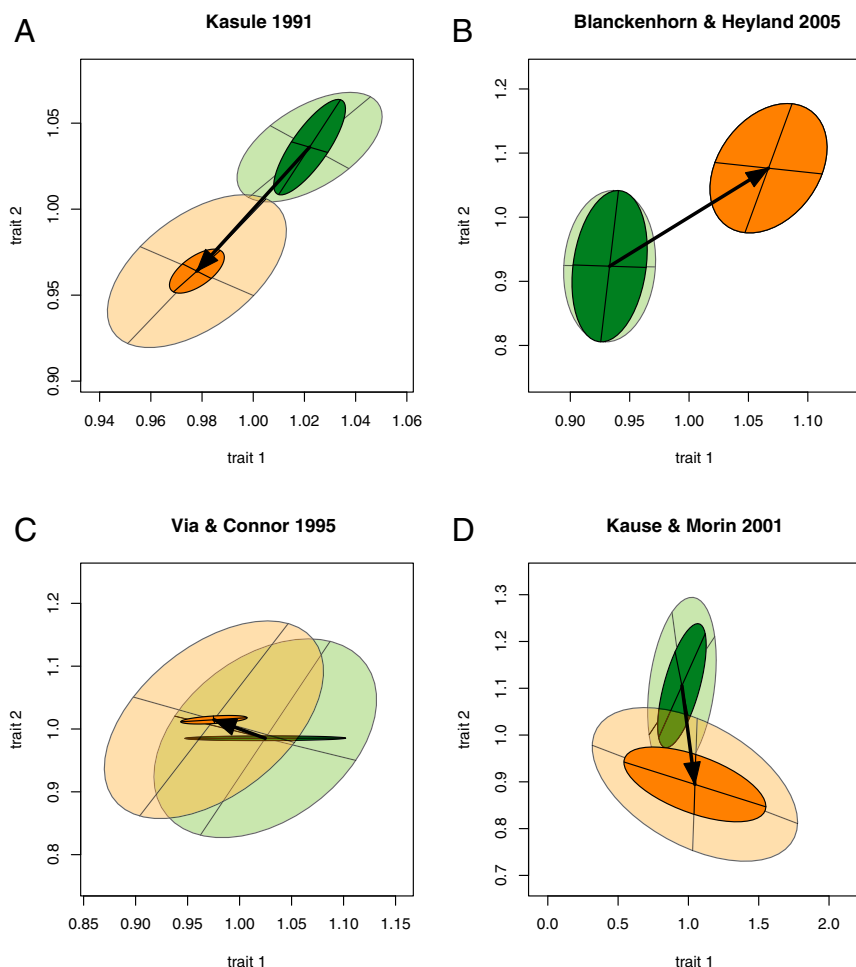 A
Kasule 1991
B
Blanckenhorn & Heyland 2005
trait 2
0.90 0.95 1.00 1.05
0.94 0.96 0.98 1.00 1.02 1.04 1.06
trait 1
trait 2
0.8 0.9 1.0 1.1 1.2
0.90 0.95 1.00 1.05 1.10
trait 1
C
Via & Connor 1995
D
Kause & Morin 2001
trait 2
0.8 0.9 1.0 1.1 1.2
0.85 0.90 0.95 1.00 1.05 1.10 1.15
trait 1
trait 2
0.7 0.8 0.9 1.0 1.1 1.2 1.3
0.0 0.5 1.0 1.5 2.0
trait 1